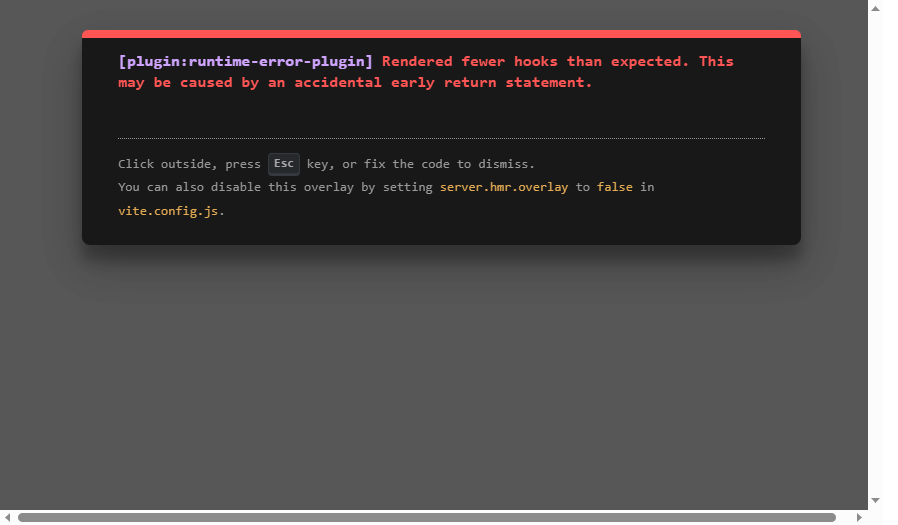 [plugin:runtime-error-plugin] Rendered fewer hooks than expected. This
may be caused by an accidental early return statement.
Click outside, press Esc key, or fix the code to dismiss.
You can also disable this overlay by setting server.hmr.overlay to false in
vite.config.js.